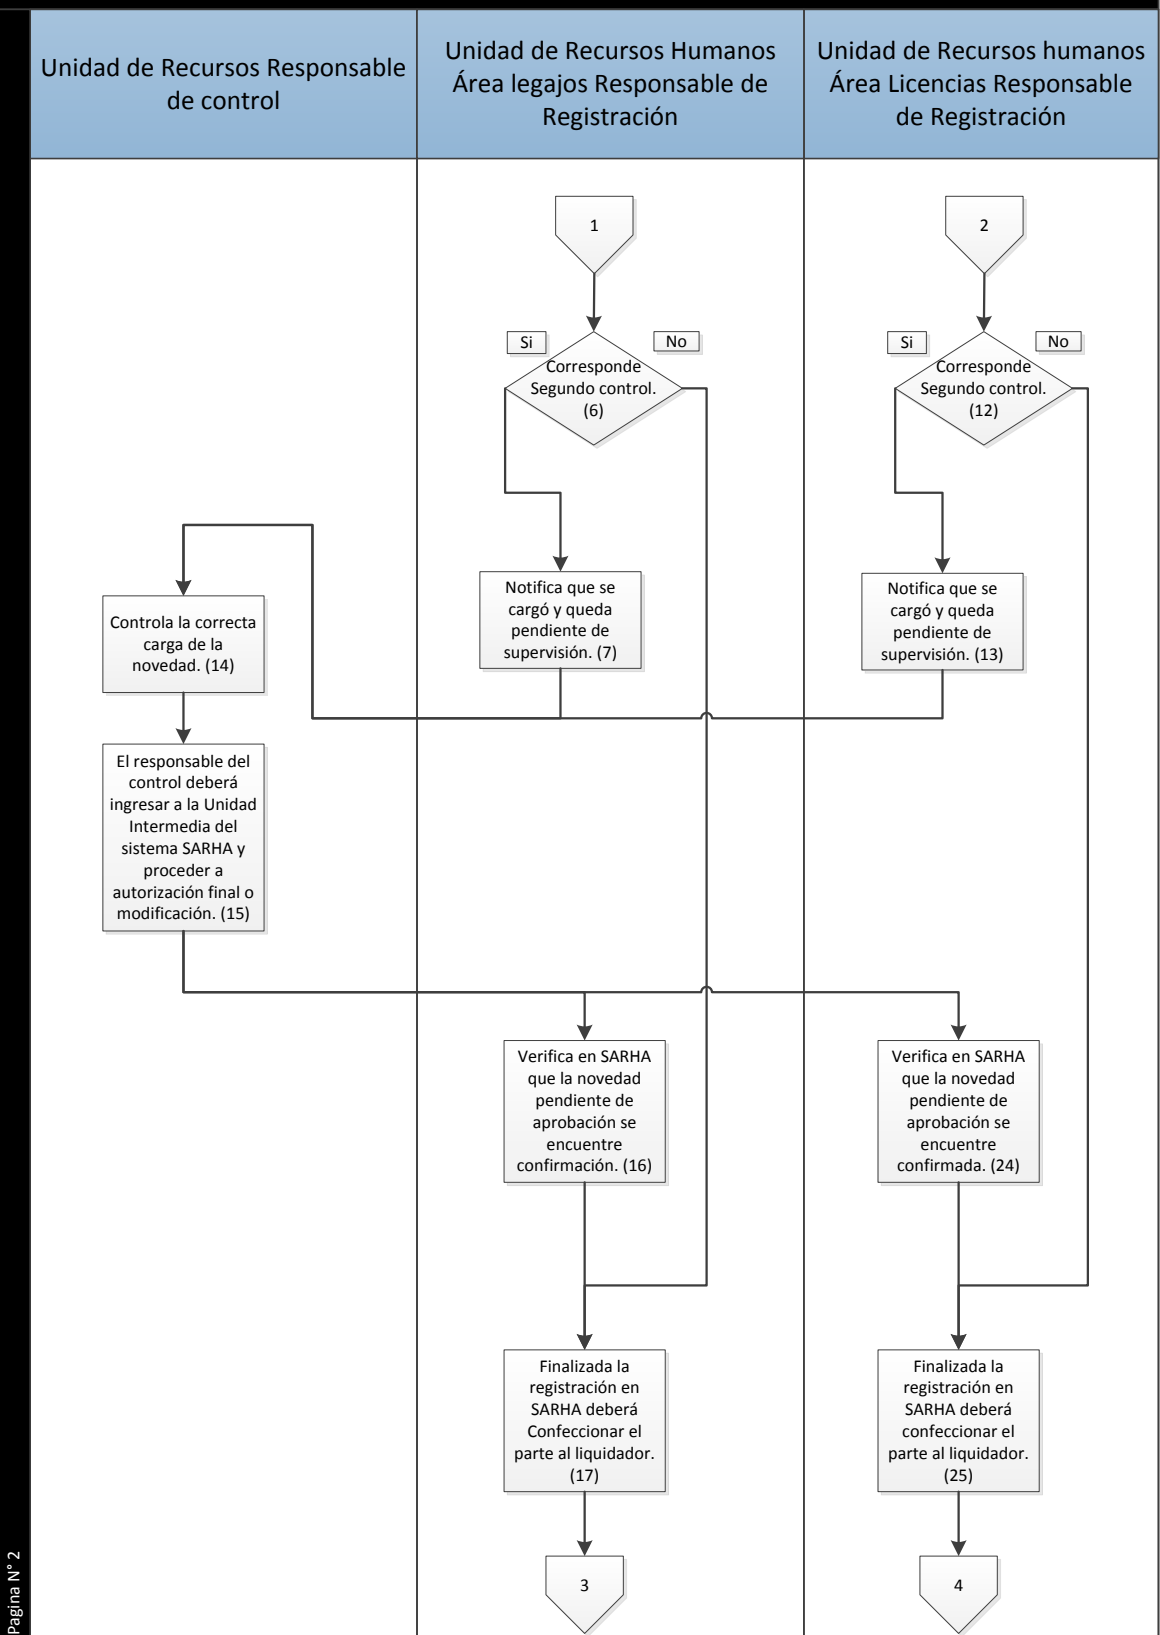 Unidad de Recursos Responsable
de control
Unidad de Recursos Humanos
Área legajos Responsable de
Registración
Unidad de Recursos humanos
Área Licencias Responsable
de Registración
1
2
Si
No
Corresponde
Segundo control.
(6)
Si
No
Corresponde
Segundo control.
(12)
Notifica que se
cargó y queda
pendiente de
supervisión. (7)
Notifica que se
cargó y queda
pendiente de
supervisión. (13)
Controla la correcta
carga de la
novedad. (14)
El responsable del
control deberá
ingresar a la Unidad
Intermedia del
sistema SARHA y
proceder a
autorización final o
modificación. (15)
Verifica en SARHA
que la novedad
pendiente de
aprobación se
encuentre
confirmación. (16)
Verifica en SARHA
que la novedad
pendiente de
aprobación se
encuentre
confirmada. (24)
Finalizada la
registración en
SARHA deberá
Confeccionar el
parte al liquidador.
(17)
Finalizada la
registración en
SARHA deberá
confeccionar el
parte al liquidador.
(25)
3
4
Pagina N° 2